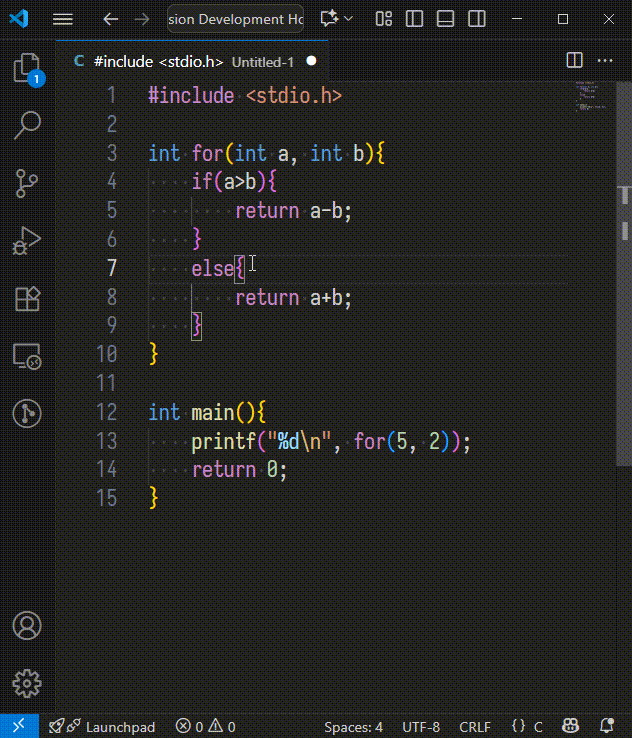 sion Development Ho
C #include <stdio.h> Untitled-1
1
1 #include <stdio.h>
2
3 int for(int a, int b){
4 if(a>b){
5 return a-b;
6 }
7 else{
8 return a+b;
9 }
10 }
11
12 int main(){
13 printf("%d\n", for(5, 2));
14 return 0;
15 }
Launchpad 0 0 Spaces: 4 UTF-8 CRLF {} C